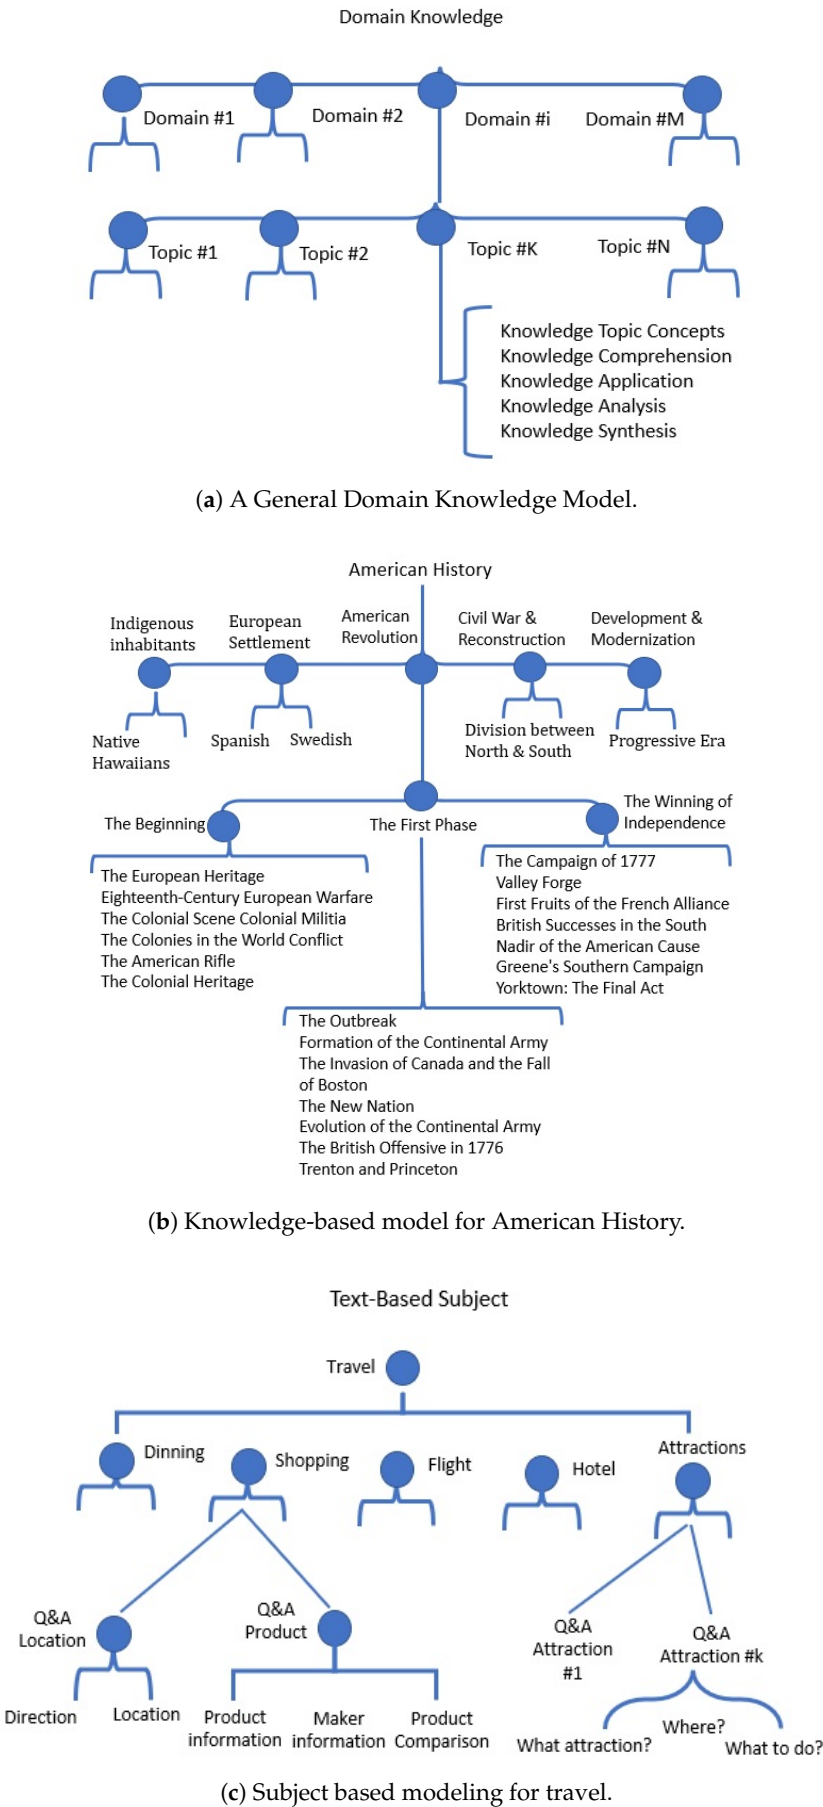 Domain Knowledge
Domain #1
Domain #2
Domain #i
Domain #M
Topic #1
Topic #2
Topic #K
Topic #N
Knowledge Topic Concepts
Knowledge Comprehension
Knowledge Application
Knowledge Analysis
Knowledge Synthesis
(a) A General Domain Knowledge Model.
American History
Indigenous
inhabitants
European
Settlement
American
Revolution
Civil War &
Reconstruction
Development &
Modernization
Native
Hawaiians
Spanish
Swedish
Division between
North & South
Progressive Era
The Beginning
The First Phase
The Winning of
Independence
The European Heritage
Eighteenth-Century European Warfare
The Colonial Scene Colonial Militia
The Colonies in the World Conflict
The American Rifle
The Colonial Heritage
The Campaign of 1777
Valley Forge
First Fruits of the French Alliance
British Successes in the South
Nadir of the American Cause
Greene's Southern Campaign
Yorktown: The Final Act
The Outbreak
Formation of the Continental Army
The Invasion of Canada and the Fall
of Boston
The New Nation
Evolution of the Continental Army
The British Offensive in 1776
Trenton and Princeton
(b) Knowledge-based model for American History.
Text-Based Subject
Travel
Dinning
Shopping
Flight
Hotel
Attractions
Q&A
Location
Q&A
Product
Q&A
Attraction
#1
Q&A
Attraction #k
Direction
Location
Product
information
Maker
information
Product
Comparison
What attraction?
Where?
What to do?
(c) Subject based modeling for travel.